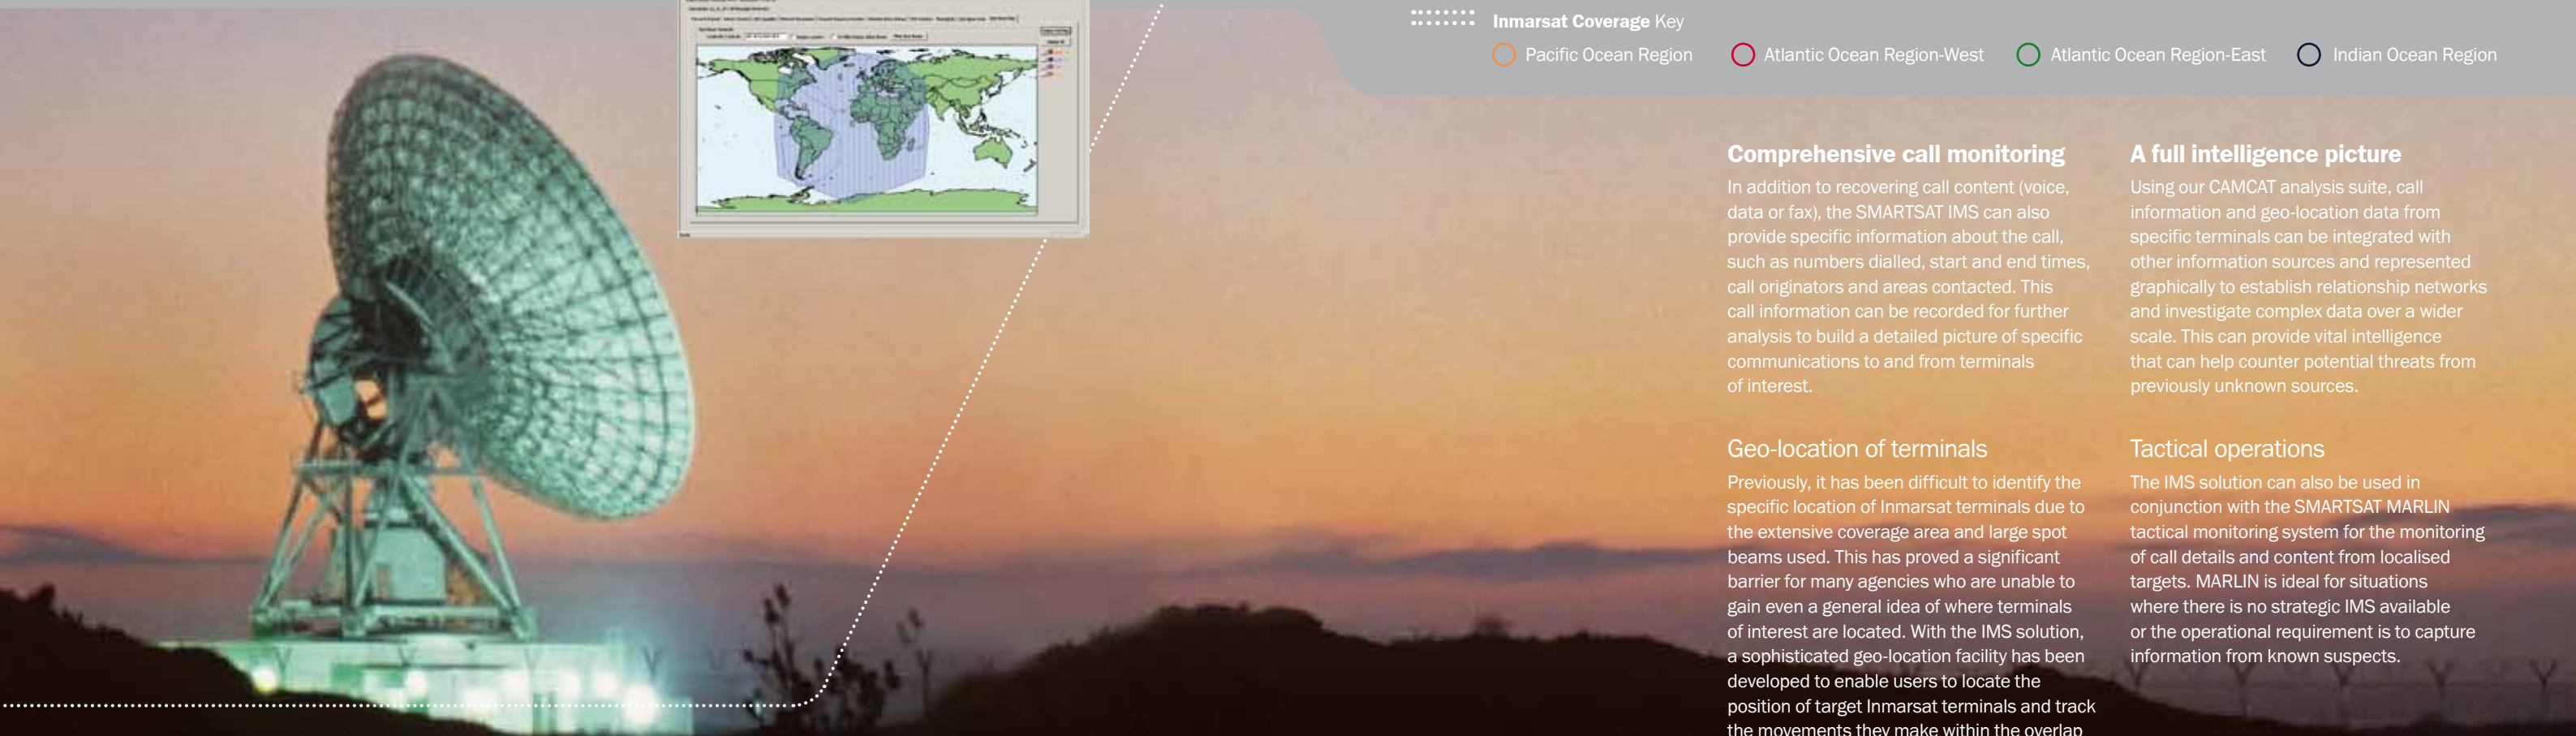 Inmarsat Coverage Key
Pacific Ocean Region
Atlantic Ocean Region-West
Atlantic Ocean Region-East
Indian Ocean Region
Comprehensive call monitoring
In addition to recovering call content (voice,
data or fax), the SMARTSAT IMS can also
provide specific information about the call,
such as numbers dialled, start and end times,
call originators and areas contacted. This
call information can be recorded for further
analysis to build a detailed picture of specific
communications to and from terminals
of interest.
Geo-location of terminals
Previously, it has been difficult to identify the
specific location of Inmarsat terminals due to
the extensive coverage area and large spot
beams used. This has proved a significant
barrier for many agencies who are unable to
gain even a general idea of where terminals
of interest are located. With the IMS solution,
a sophisticated geo-location facility has been
developed to enable users to locate the
position of target Inmarsat terminals and track
the movements they make within the overlap
A full intelligence picture
Using our CAMCAT analysis suite, call
information and geo-location data from
specific terminals can be integrated with
other information sources and represented
graphically to establish relationship networks
and investigate complex data over a wider
scale. This can provide vital intelligence
that can help counter potential threats from
previously unknown sources.
Tactical operations
The IMS solution can also be used in
conjunction with the SMARTSAT MARLIN
tactical monitoring system for the monitoring
of call details and content from localised
targets. MARLIN is ideal for situations
where there is no strategic IMS available
or the operational requirement is to capture
information from known suspects.